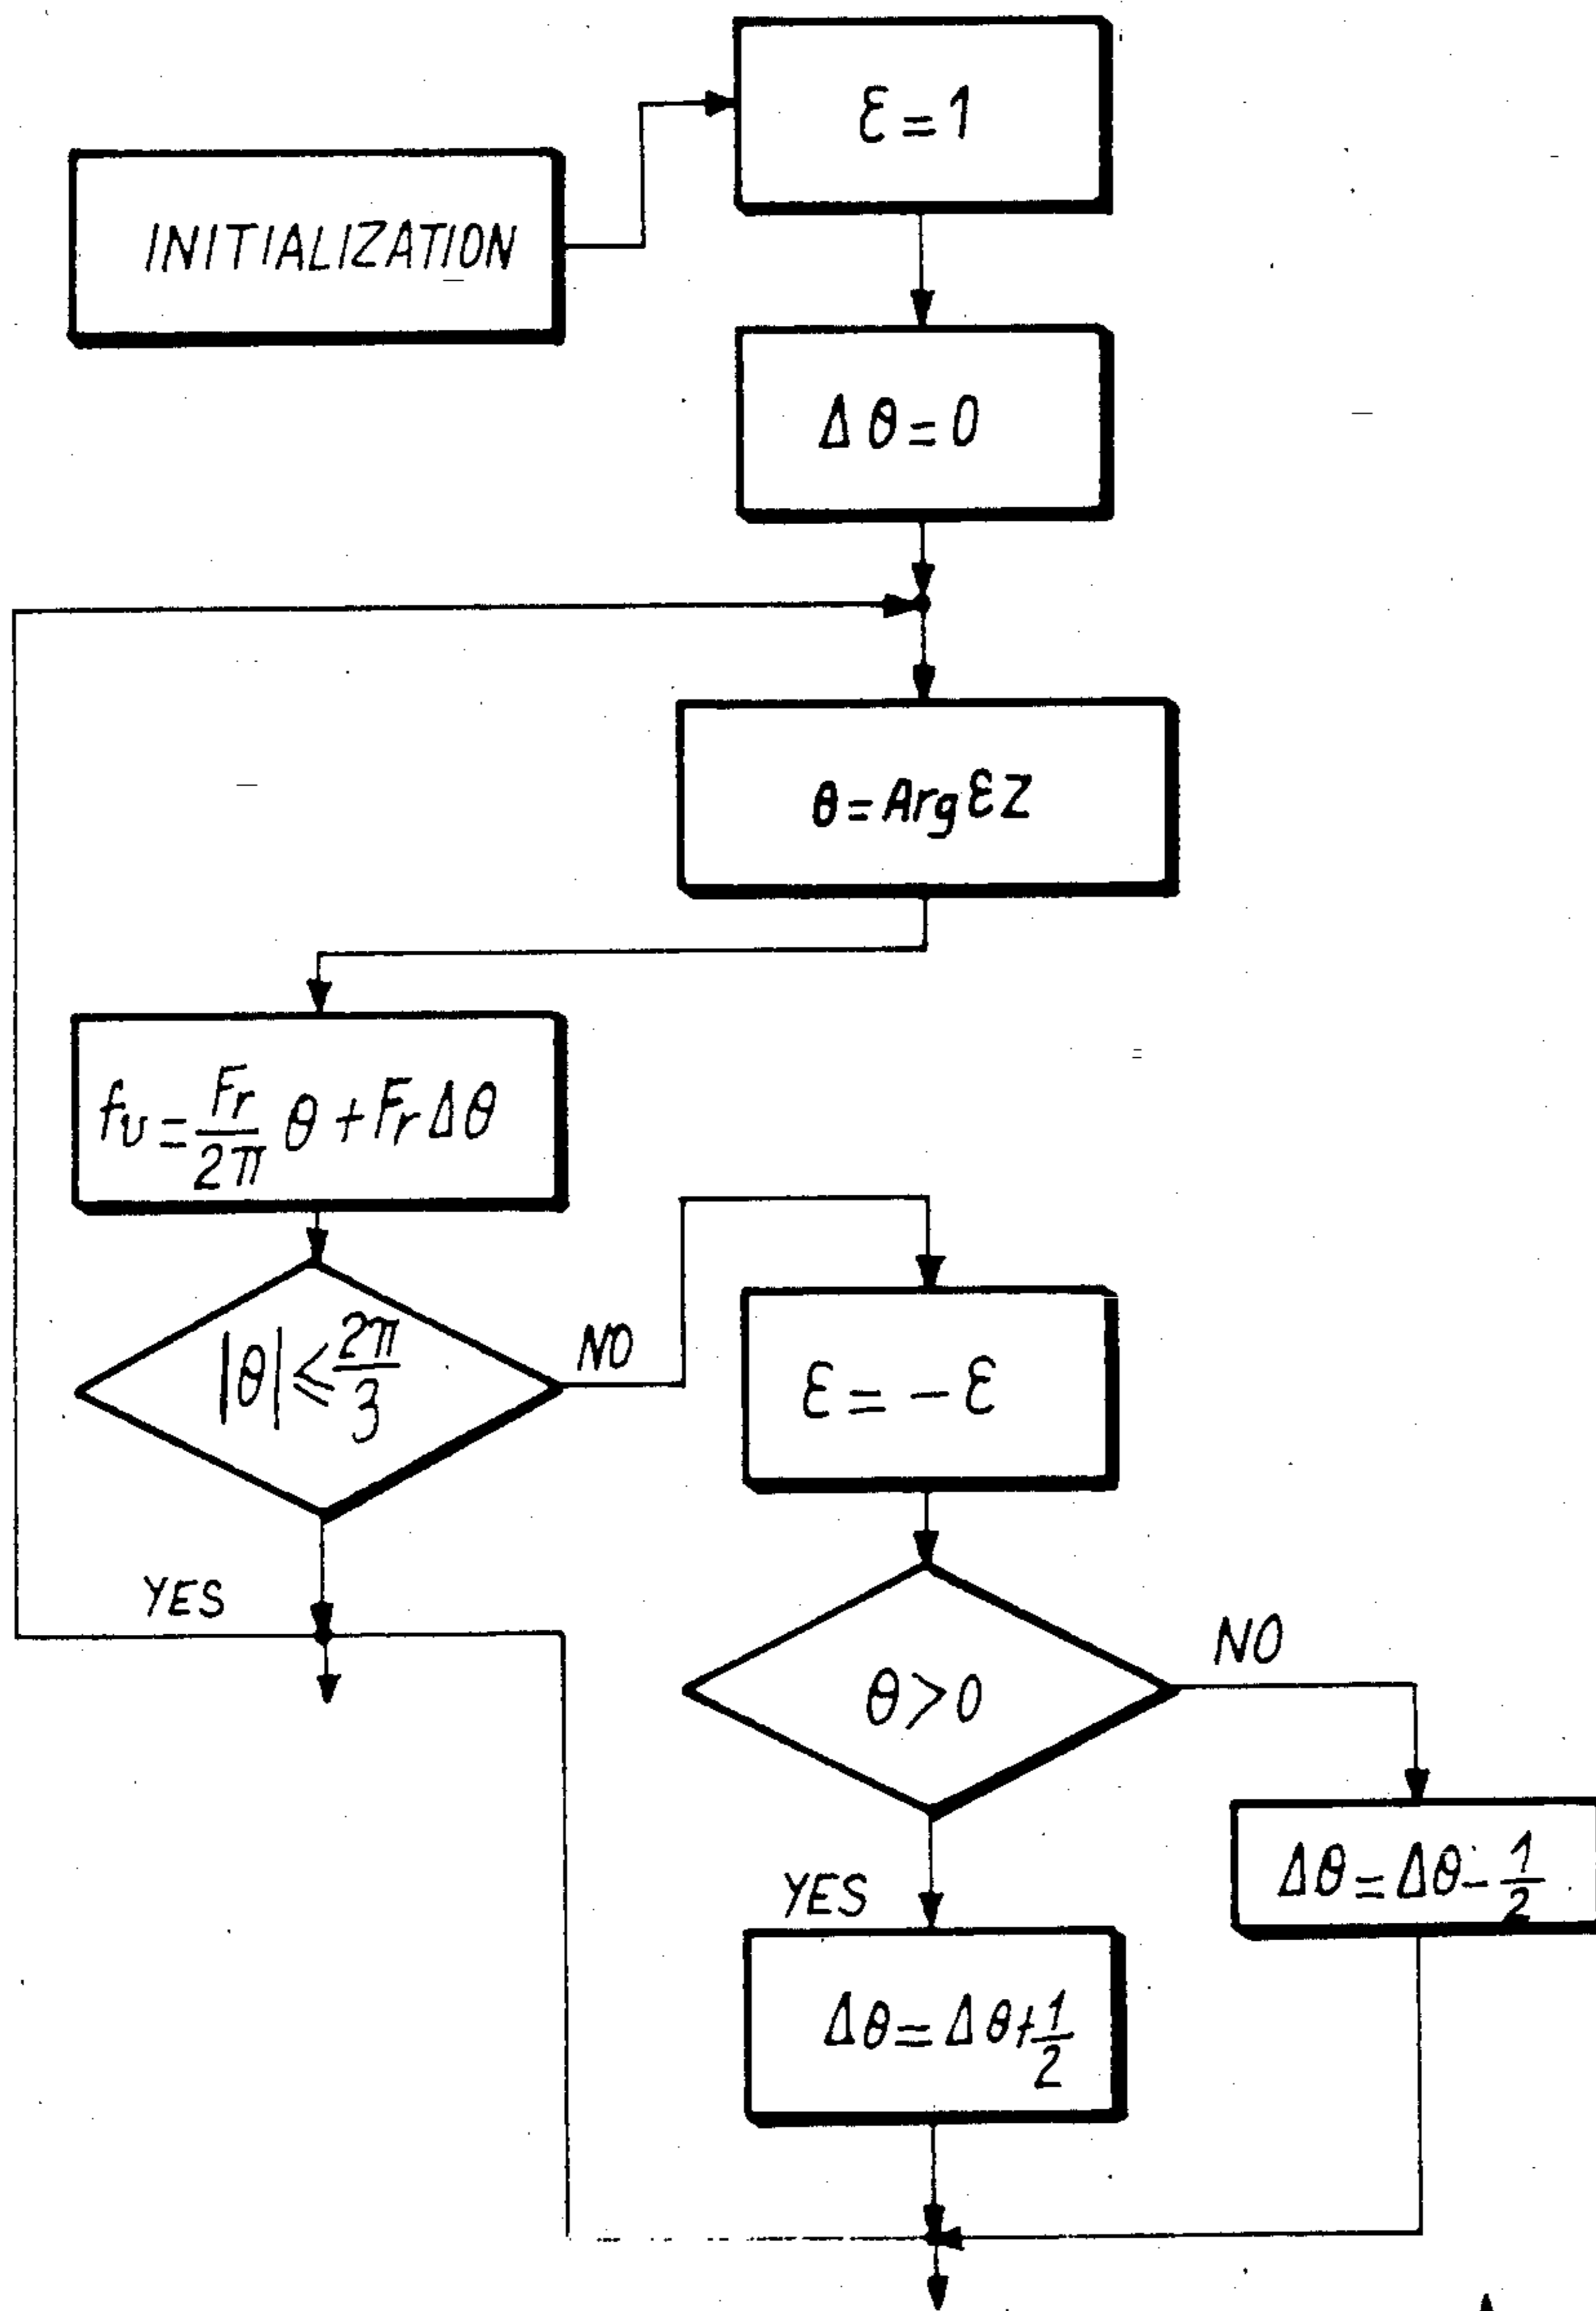 INITIALIZATION
ε = 1
Δθ = 0
θ = Arg εZ
fv = Fr/2π θ + Fr Δθ
|θ| ≤ 2π/3
NO
YES
ε = - ε
θ > 0
NO
YES
Δθ = Δθ - 1/2
Δθ = Δθ + 1/2